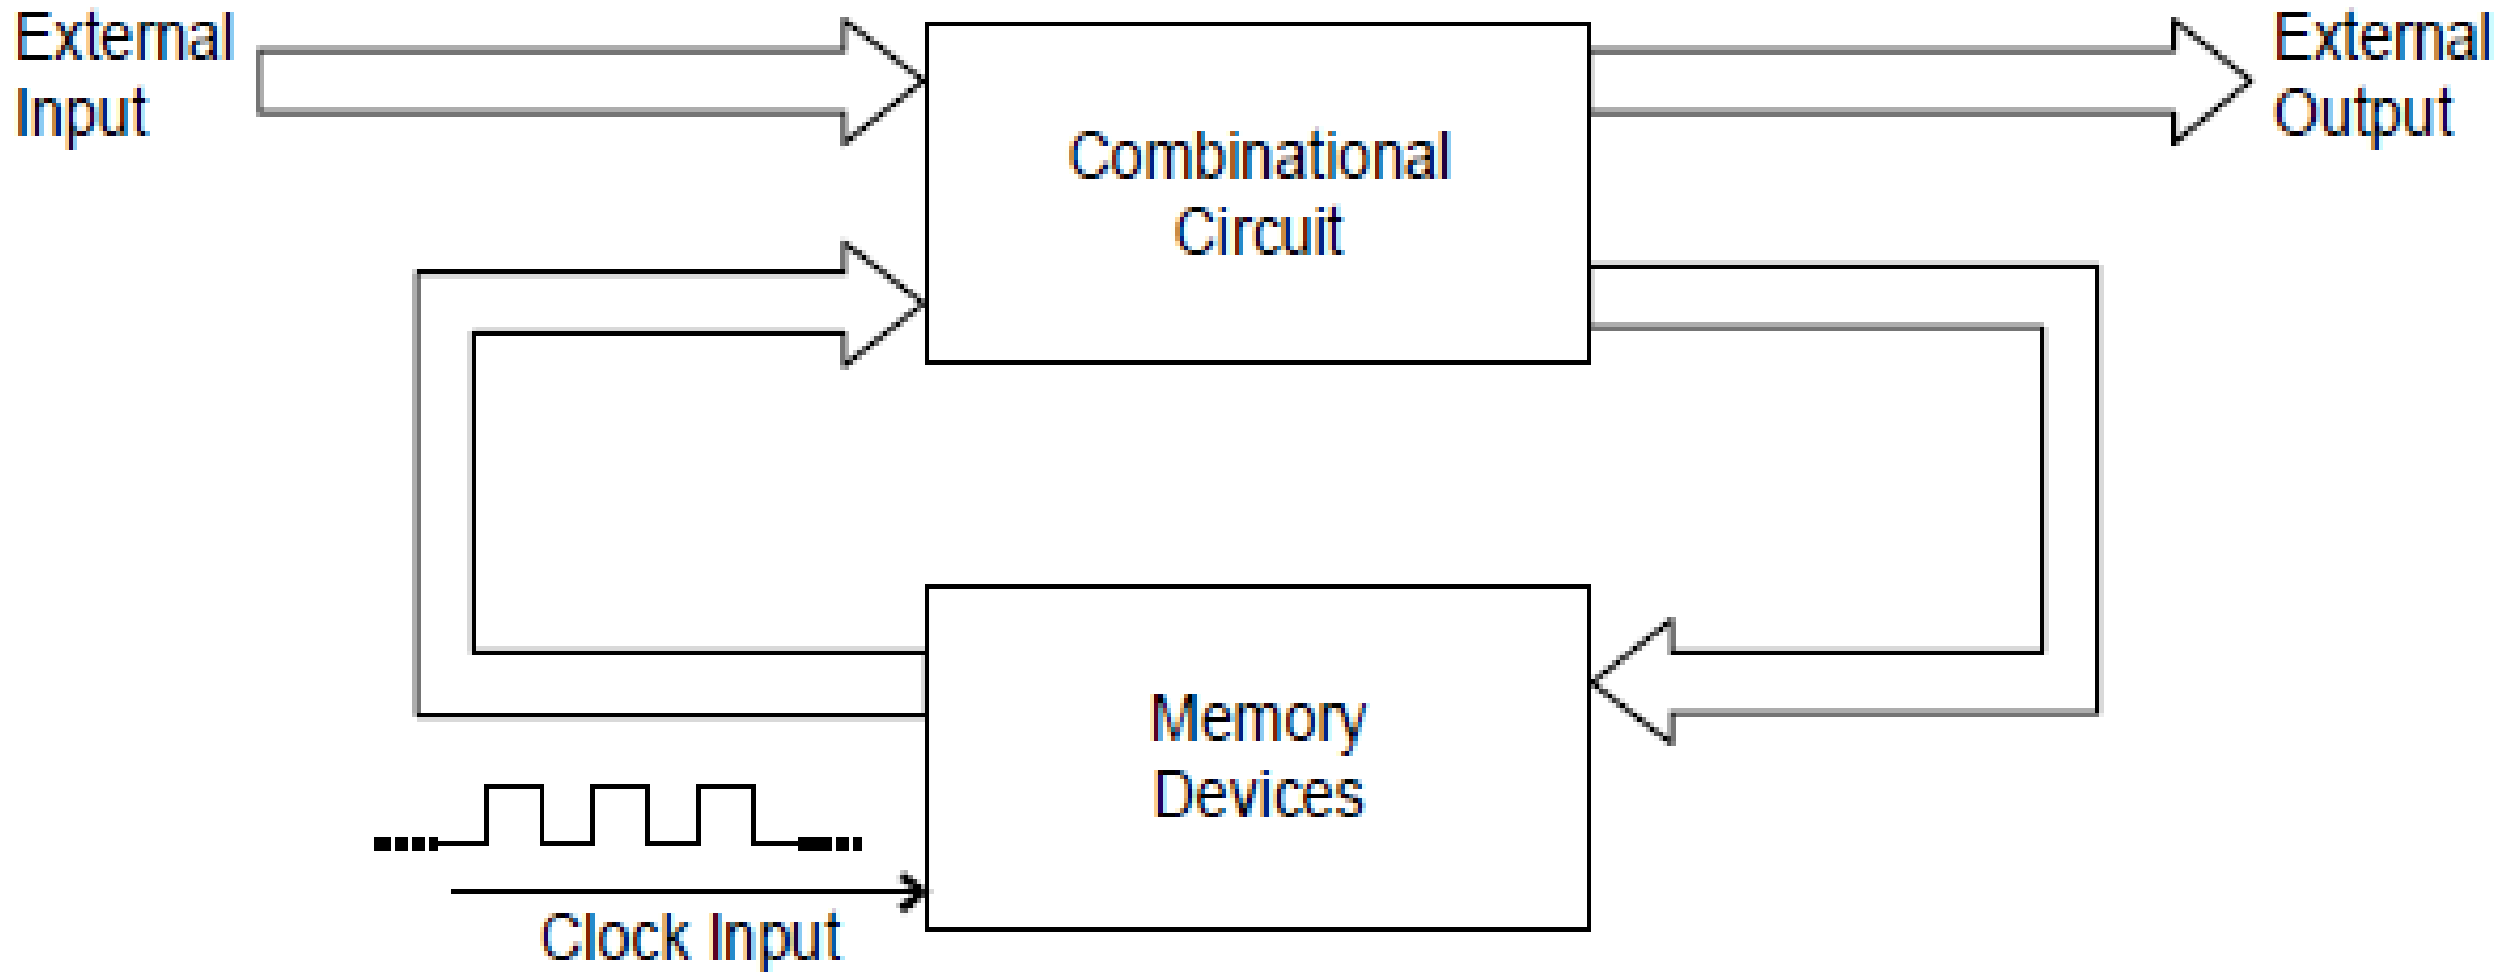 External
Input
External
Output
Combinational
Circuit
Memory
Devices
Clock Input